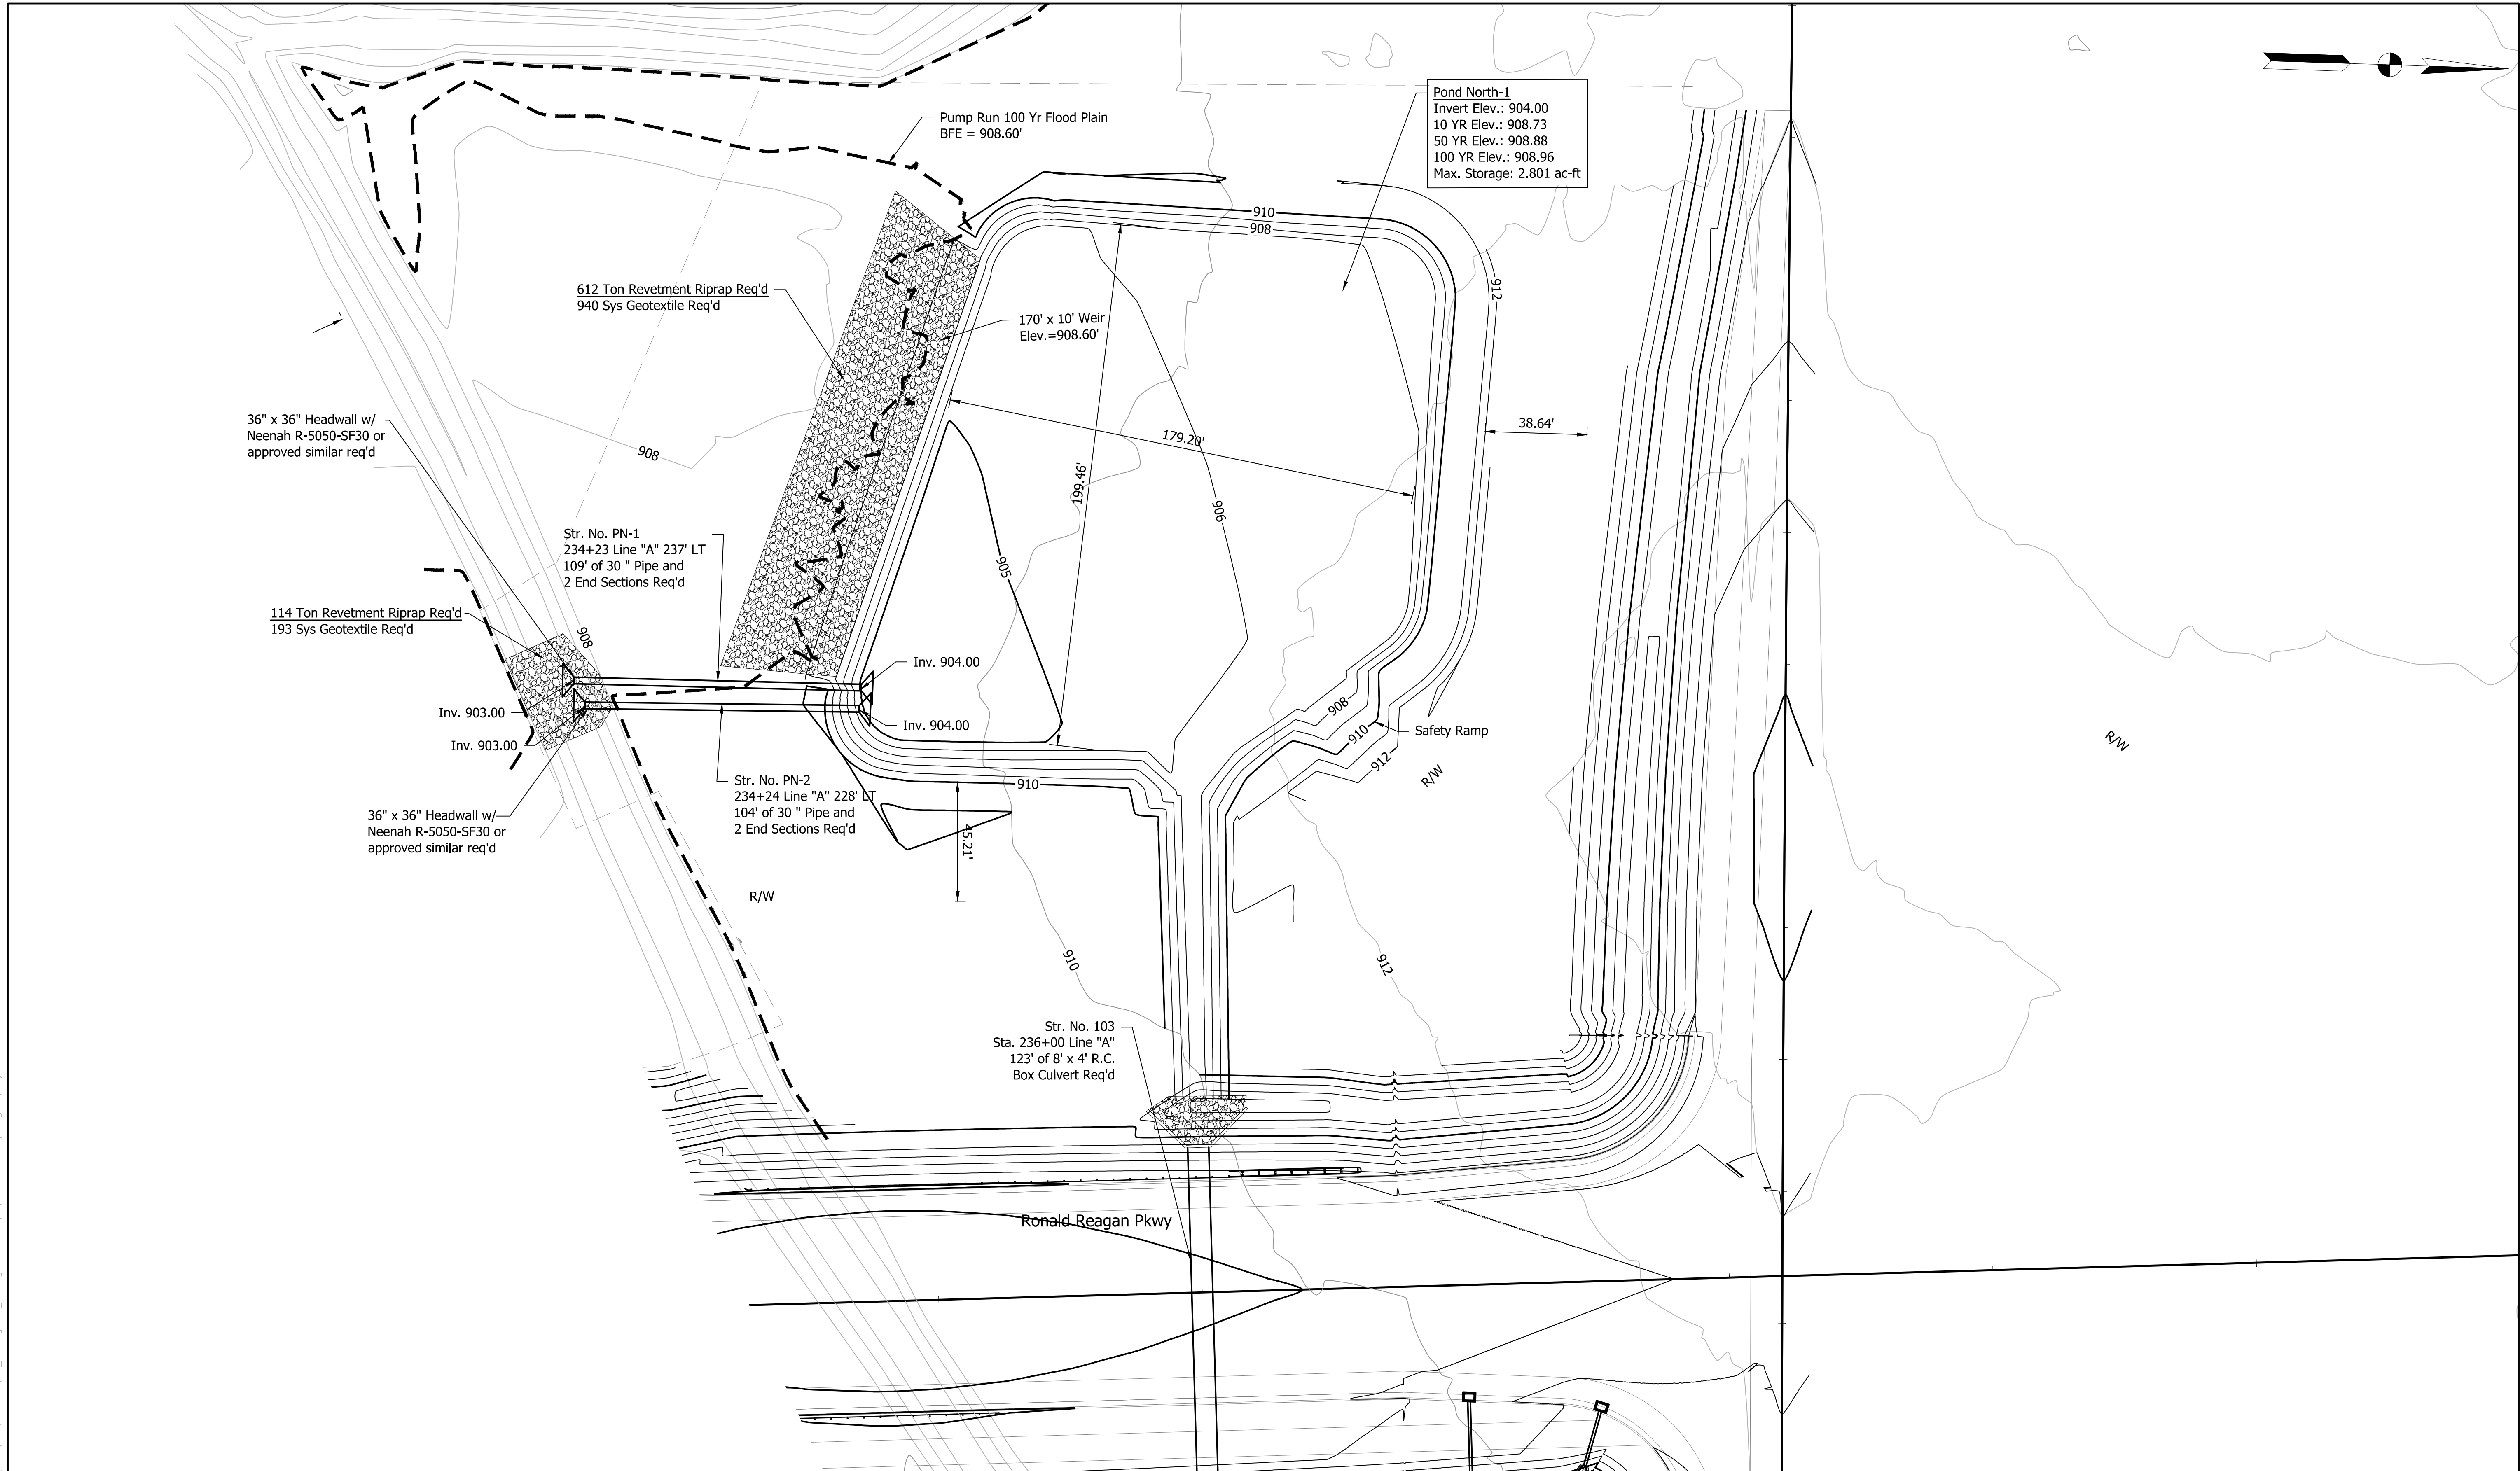 Pond North-1
Invert Elev.: 904.00
10 YR Elev.: 908.73
50 YR Elev.: 908.88
100 YR Elev.: 908.96
Max. Storage: 2.801 ac-ft
Pump Run 100 Yr Flood Plain
BFE = 908.60'
910
908
912
612 Ton Revetment Riprap Req'd
940 Sys Geotextile Req'd
170' x 10' Weir
Elev.=908.60'
36" x 36" Headwall w/
Neenah R-5050-SF30 or
approved similar req'd
908
179.20'
38.64'
199.46'
906
905
Str. No. PN-1
234+23 Line "A" 237' LT
109' of 30 " Pipe and
2 End Sections Req'd
114 Ton Revetment Riprap Req'd
193 Sys Geotextile Req'd
908
Inv. 904.00
Inv. 903.00
Inv. 904.00
Inv. 903.00
908
910
912
Safety Ramp
R/W
R/W
Str. No. PN-2
234+24 Line "A" 228' LT
104' of 30 " Pipe and
2 End Sections Req'd
910
45.21'
36" x 36" Headwall w/
Neenah R-5050-SF30 or
approved similar req'd
R/W
910
912
Str. No. 103
Sta. 236+00 Line "A"
123' of 8' x 4' R.C.
Box Culvert Req'd
Ronald Reagan Pkwy